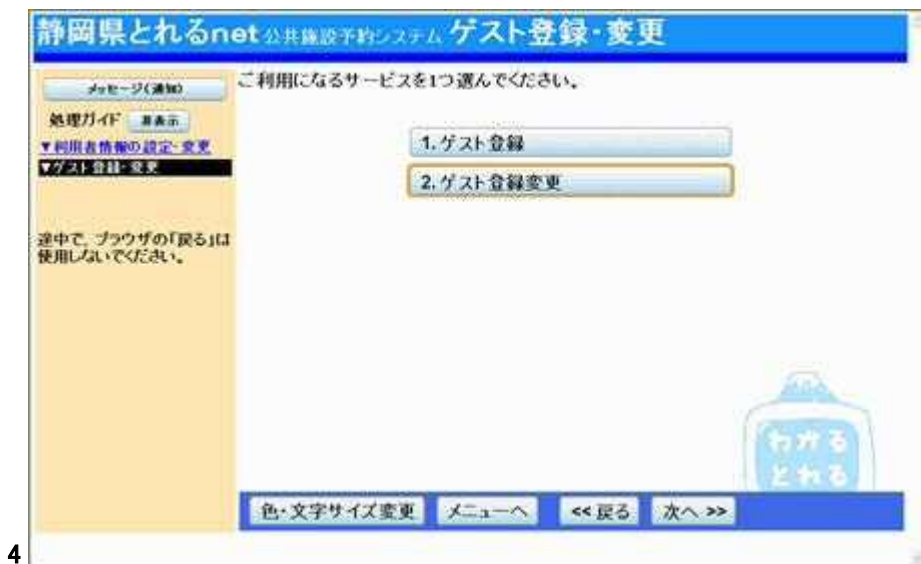 静岡県とれるnet 公共施設予約システム ゲスト登録・変更
メッセージ(通知)
処理ガイド 非表示
▼利用者情報の設定・変更
▼ゲスト登録・変更
途中で、ブラウザの「戻る」は
使用しないでください。
ご利用になるサービスを1つ選んでください。
1.ゲスト登録
2.ゲスト登録変更
わかる
とれる
色・文字サイズ変更 メニューへ << 戻る 次へ >>
4